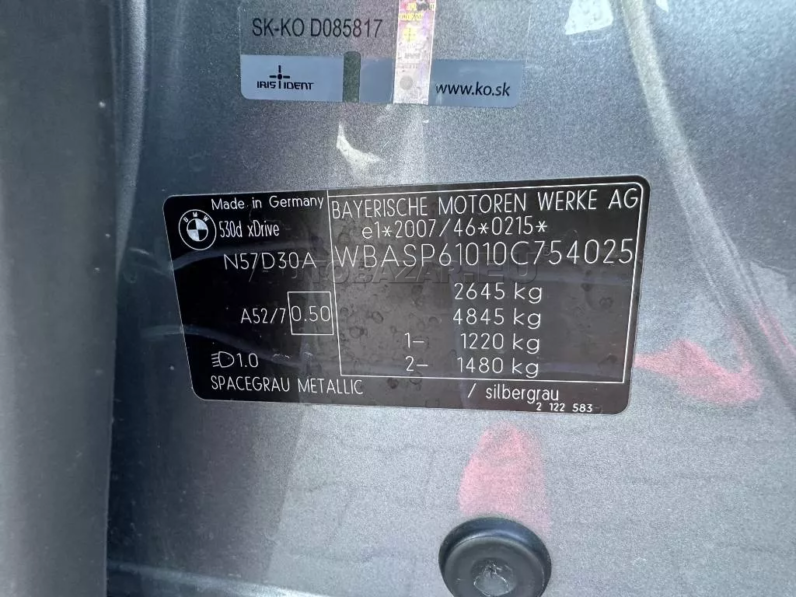 SK-KO D085817
IRIS IDENT
www.ko.sk
Made in Germany
BMW
530d xDrive
N57D30A
A52/7 0.50
1.0
SPACEGRAU METALLIC / silbergrau
BAYERISCHE MOTOREN WERKE AG
e1*2007/46*0215*
WBASP61010C754025
2645 kg
4845 kg
1- 1220 kg
2- 1480 kg
2 122 583